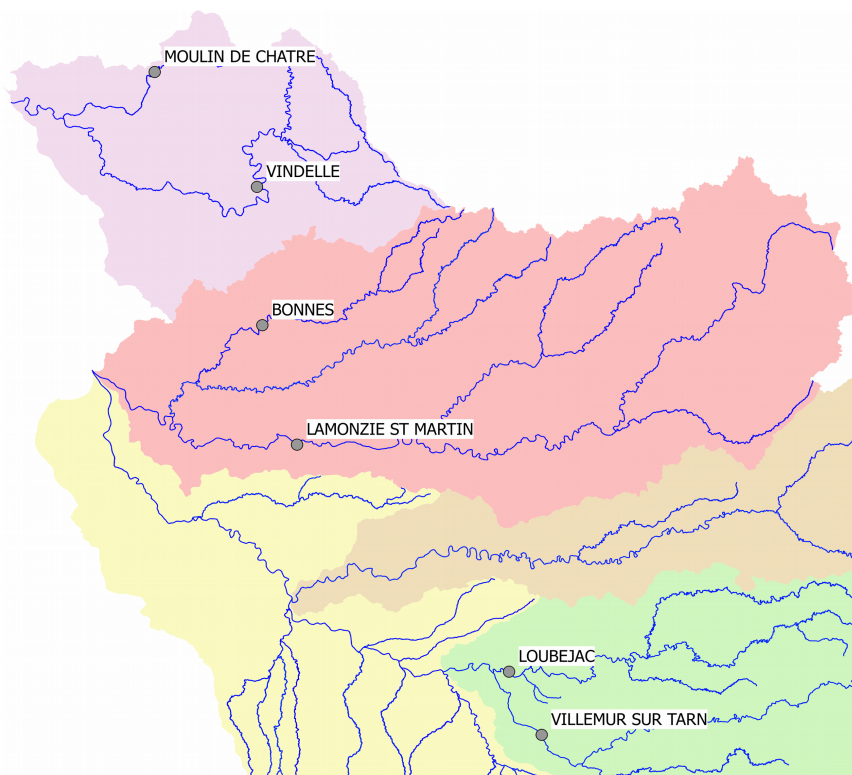 MOULIN DE CHATRE
VINDELLE
BONNES
LAMONZIE ST MARTIN
LOUBEJAC
VILLEMUR SUR TARN